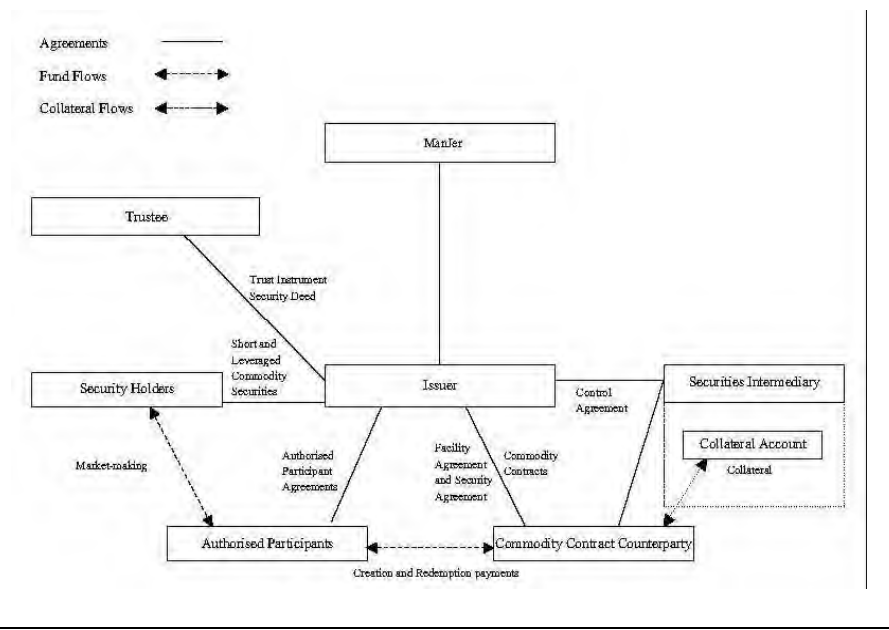 Agreements
Fund Flows
Collateral Flows
ManJer
Trustee
Trust Instrument
Security Deed
Short and
Leveraged
Commodity
Securities
Security Holders
Issuer
Securities Intermediary
Control
Agreement
Collateral Account
Collateral
Market-making
Authorised
Participant
Agreements
Facility
Agreement
and Security
Agreement
Commodity
Contracts
Authorised Participants
Commodity Contract Counterparty
Creation and Redemption payments